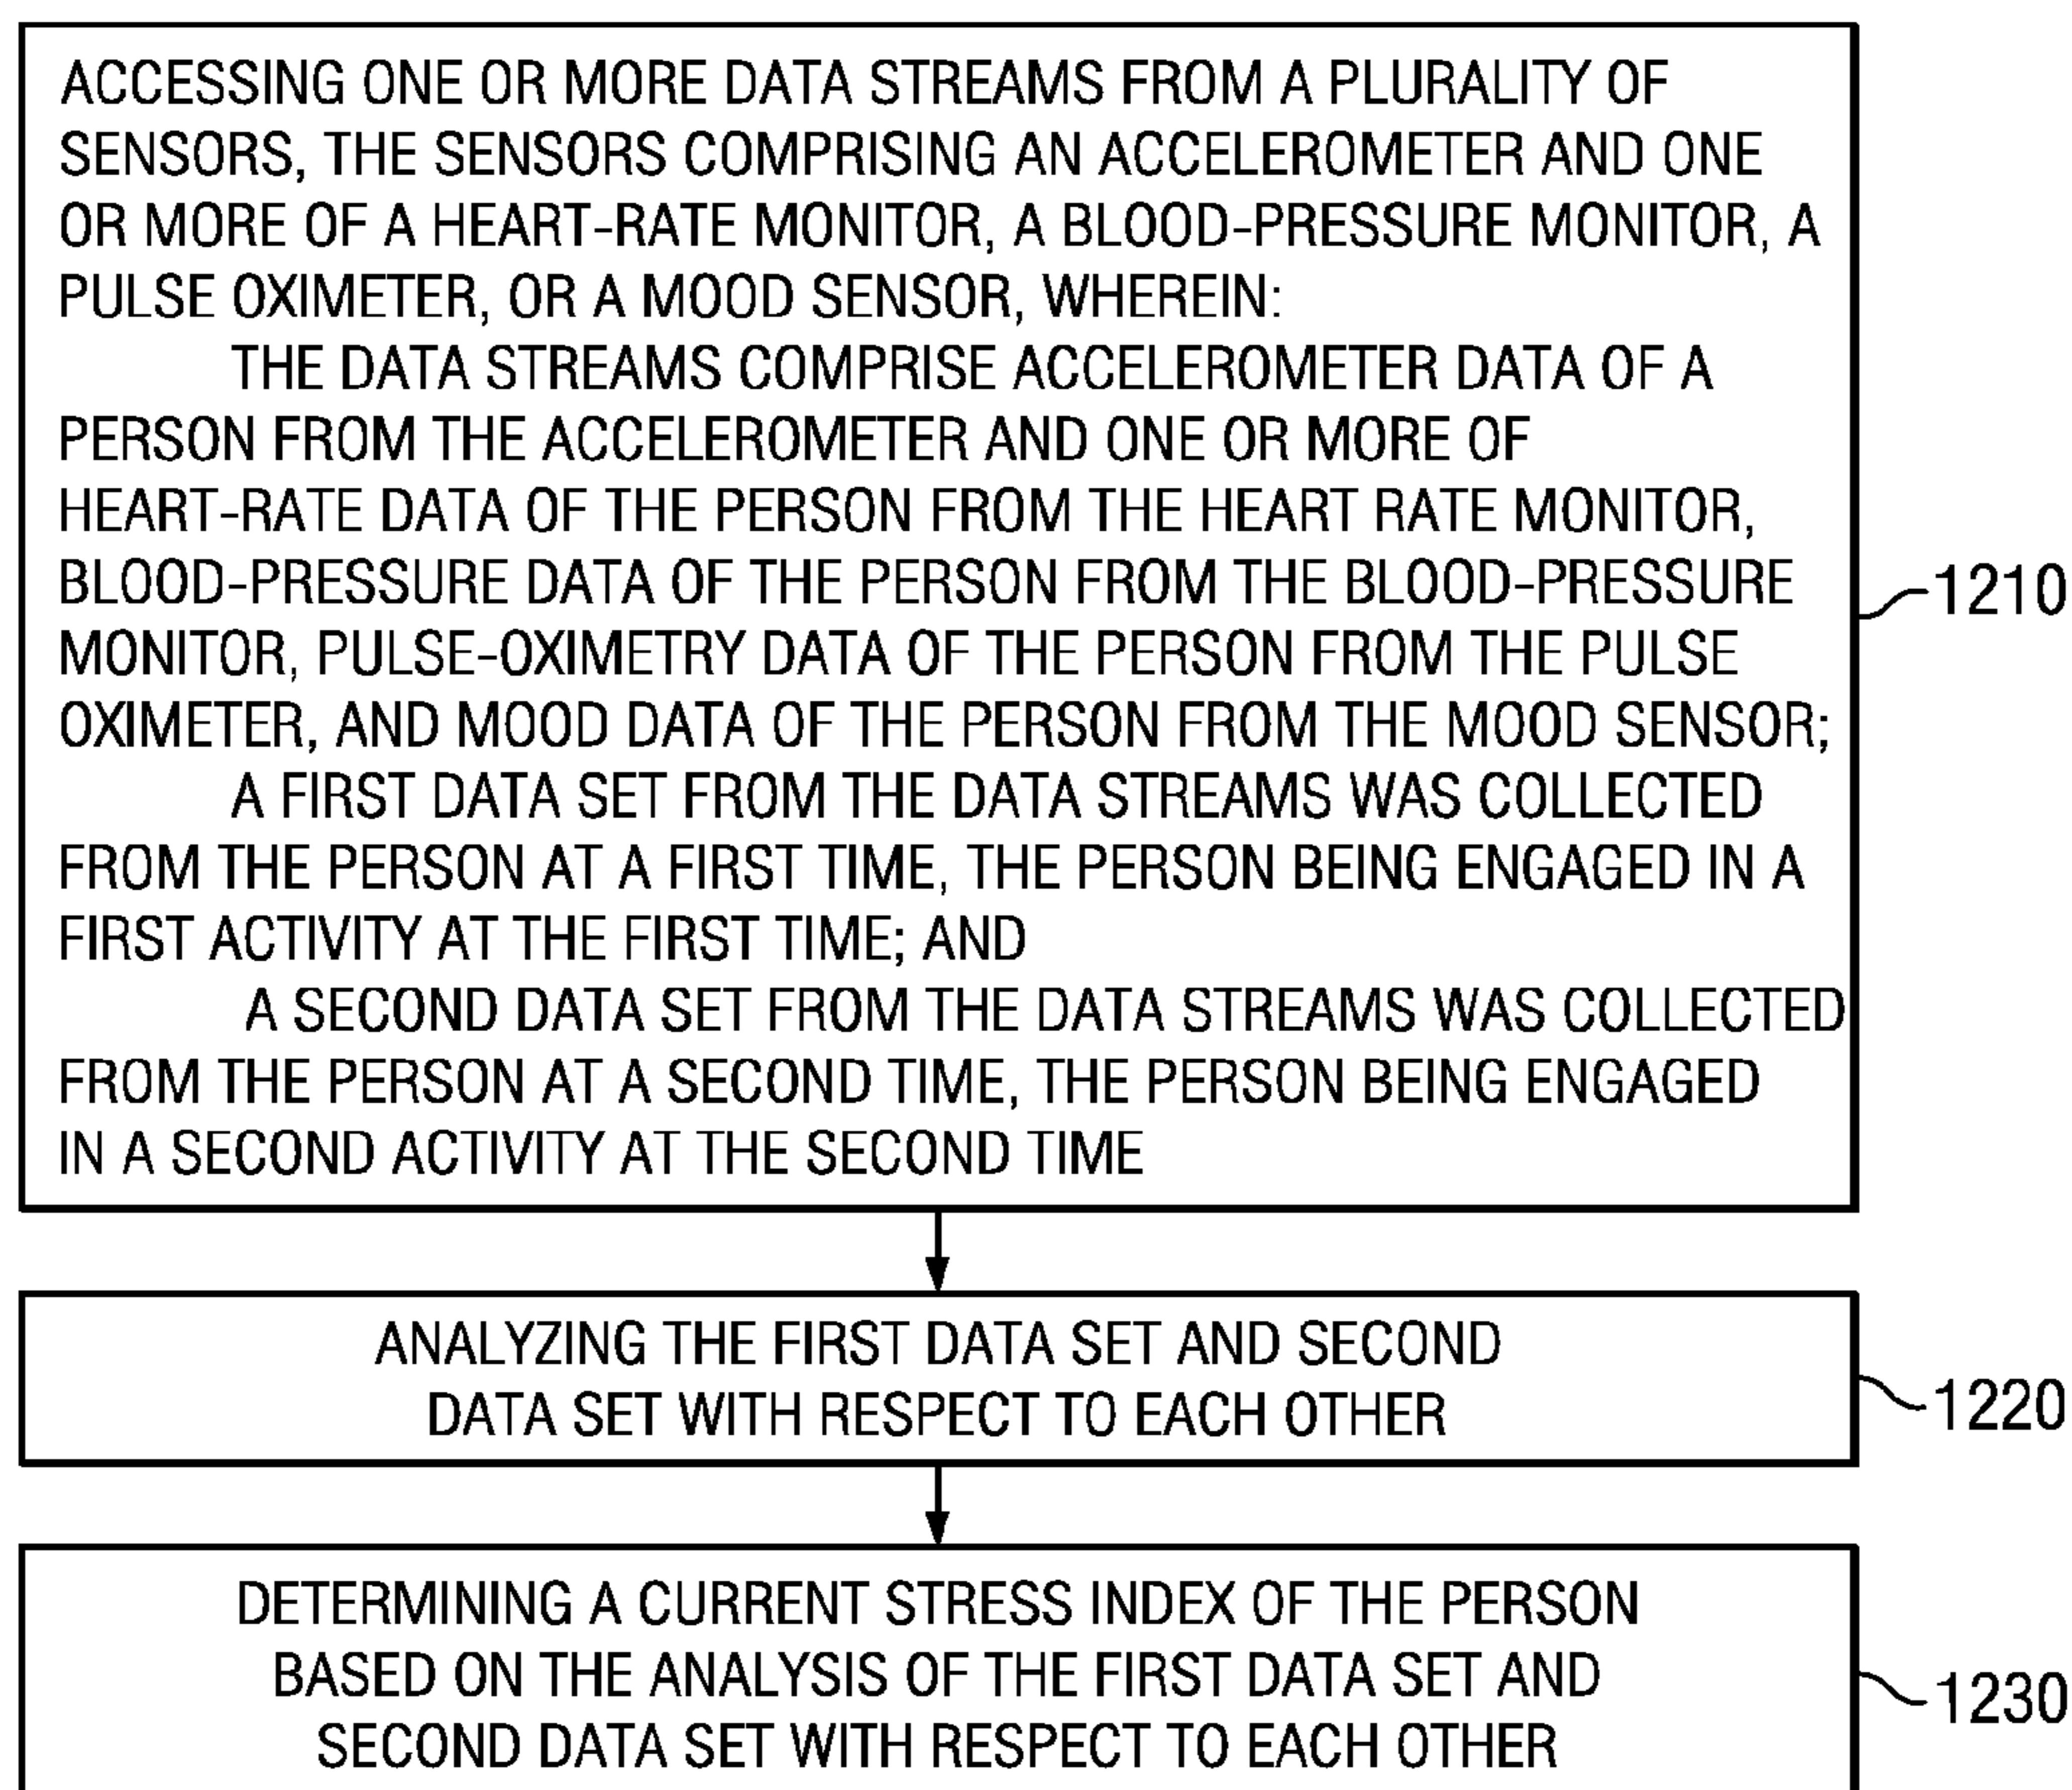 ACCESSING ONE OR MORE DATA STREAMS FROM A PLURALITY OF
SENSORS, THE SENSORS COMPRISING AN ACCELEROMETER AND ONE
OR MORE OF A HEART-RATE MONITOR, A BLOOD-PRESSURE MONITOR, A
PULSE OXIMETER, OR A MOOD SENSOR, WHEREIN:
THE DATA STREAMS COMPRISE ACCELEROMETER DATA OF A
PERSON FROM THE ACCELEROMETER AND ONE OR MORE OF
HEART-RATE DATA OF THE PERSON FROM THE HEART RATE MONITOR,
BLOOD-PRESSURE DATA OF THE PERSON FROM THE BLOOD-PRESSURE
MONITOR, PULSE-OXIMETRY DATA OF THE PERSON FROM THE PULSE
OXIMETER, AND MOOD DATA OF THE PERSON FROM THE MOOD SENSOR;
A FIRST DATA SET FROM THE DATA STREAMS WAS COLLECTED
FROM THE PERSON AT A FIRST TIME, THE PERSON BEING ENGAGED IN A
FIRST ACTIVITY AT THE FIRST TIME; AND
A SECOND DATA SET FROM THE DATA STREAMS WAS COLLECTED
FROM THE PERSON AT A SECOND TIME, THE PERSON BEING ENGAGED
IN A SECOND ACTIVITY AT THE SECOND TIME
1210
ANALYZING THE FIRST DATA SET AND SECOND
DATA SET WITH RESPECT TO EACH OTHER
1220
DETERMINING A CURRENT STRESS INDEX OF THE PERSON
BASED ON THE ANALYSIS OF THE FIRST DATA SET AND
SECOND DATA SET WITH RESPECT TO EACH OTHER
1230